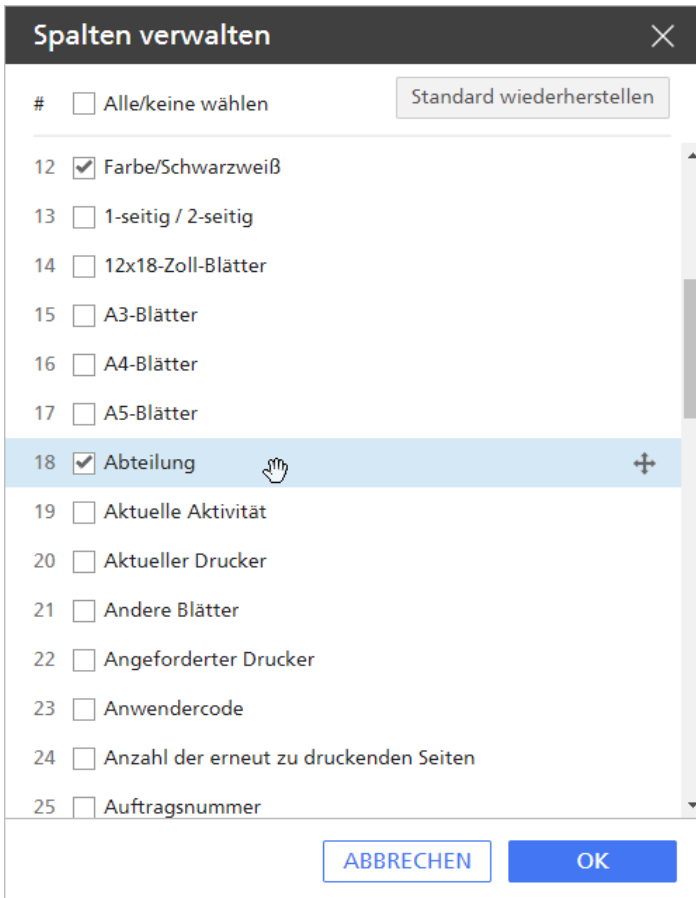 Spalten verwalten
# Alle/keine wählen Standard wiederherstellen
12 Farbe/Schwarzweiß
13 1-seitig / 2-seitig
14 12x18-Zoll-Blätter
15 A3-Blätter
16 A4-Blätter
17 A5-Blätter
18 Abteilung
19 Aktuelle Aktivität
20 Aktueller Drucker
21 Andere Blätter
22 Angeforderter Drucker
23 Anwendercode
24 Anzahl der erneut zu druckenden Seiten
25 Auftragsnummer
ABBRECHEN OK